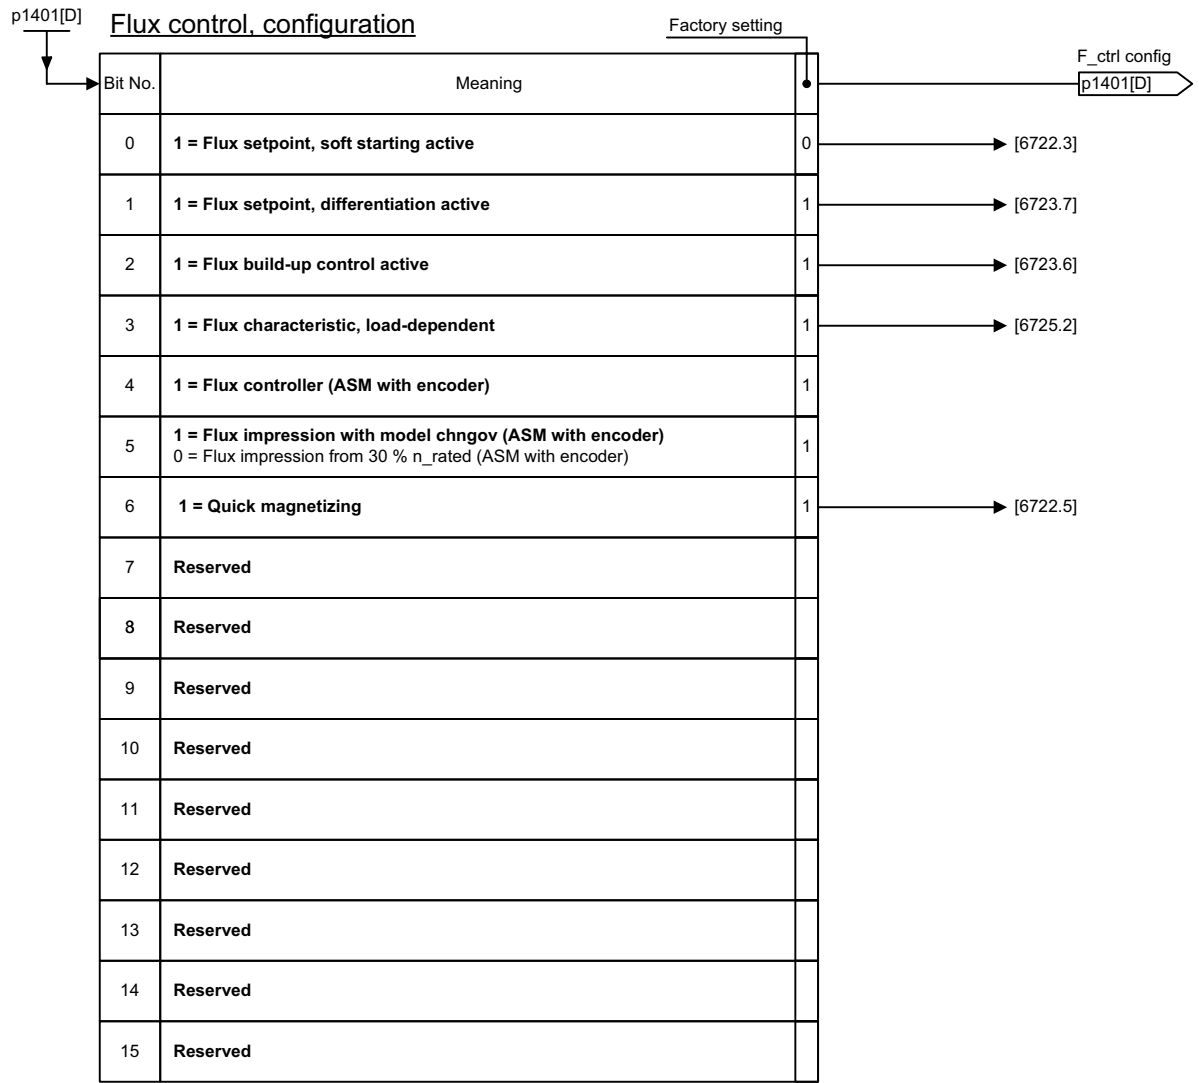 p1401[D]
Flux control, configuration
Factory setting
F_ctrl config
Bit No.
Meaning
p1401[D]
0
1 = Flux setpoint, soft starting active
0
[6722.3]
1
1 = Flux setpoint, differentiation active
1
[6723.7]
2
1 = Flux build-up control active
1
[6723.6]
3
1 = Flux characteristic, load-dependent
1
[6725.2]
4
1 = Flux controller (ASM with encoder)
1
5
1 = Flux impression with model chngov (ASM with encoder)
0 = Flux impression from 30 % n_rated (ASM with encoder)
1
6
1 = Quick magnetizing
1
[6722.5]
7
Reserved
8
Reserved
9
Reserved
10
Reserved
11
Reserved
12
Reserved
13
Reserved
14
Reserved
15
Reserved